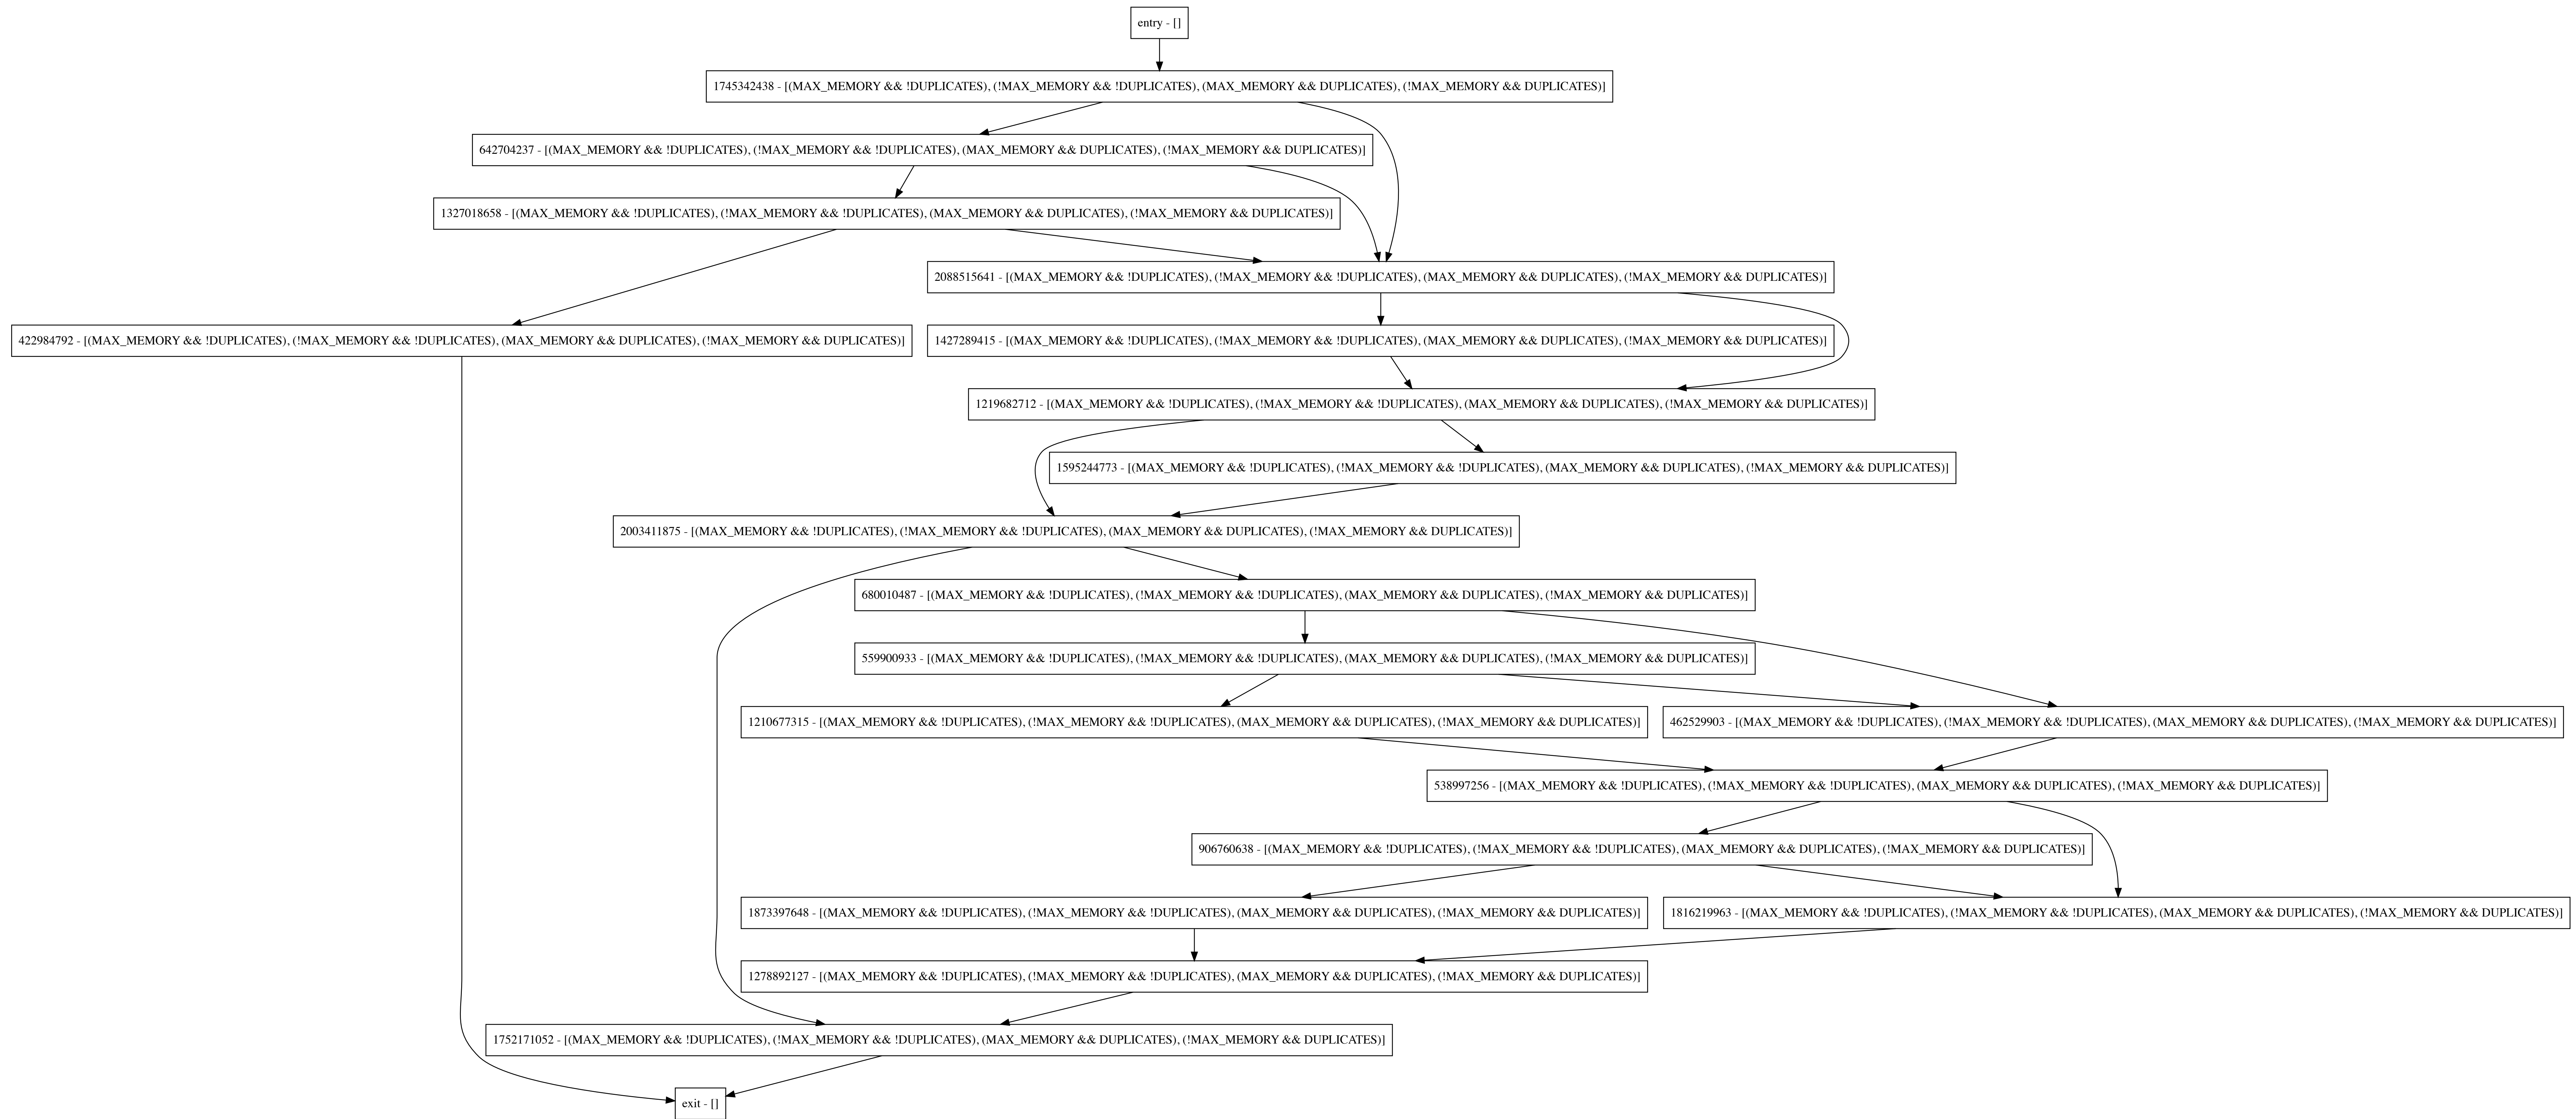 entry - []
1745342438 - [(MAX_MEMORY && !DUPLICATES), (!MAX_MEMORY && !DUPLICATES), (MAX_MEMORY && DUPLICATES), (!MAX_MEMORY && DUPLICATES)]
642704237 - [(MAX_MEMORY && !DUPLICATES), (!MAX_MEMORY && !DUPLICATES), (MAX_MEMORY && DUPLICATES), (!MAX_MEMORY && DUPLICATES)]
1327018658 - [(MAX_MEMORY && !DUPLICATES), (!MAX_MEMORY && !DUPLICATES), (MAX_MEMORY && DUPLICATES), (!MAX_MEMORY && DUPLICATES)]
2088515641 - [(MAX_MEMORY && !DUPLICATES), (!MAX_MEMORY && !DUPLICATES), (MAX_MEMORY && DUPLICATES), (!MAX_MEMORY && DUPLICATES)]
422984792 - [(MAX_MEMORY && !DUPLICATES), (!MAX_MEMORY && !DUPLICATES), (MAX_MEMORY && DUPLICATES), (!MAX_MEMORY && DUPLICATES)]
1427289415 - [(MAX_MEMORY && !DUPLICATES), (!MAX_MEMORY && !DUPLICATES), (MAX_MEMORY && DUPLICATES), (!MAX_MEMORY && DUPLICATES)]
1219682712 - [(MAX_MEMORY && !DUPLICATES), (!MAX_MEMORY && !DUPLICATES), (MAX_MEMORY && DUPLICATES), (!MAX_MEMORY && DUPLICATES)]
1595244773 - [(MAX_MEMORY && !DUPLICATES), (!MAX_MEMORY && !DUPLICATES), (MAX_MEMORY && DUPLICATES), (!MAX_MEMORY && DUPLICATES)]
2003411875 - [(MAX_MEMORY && !DUPLICATES), (!MAX_MEMORY && !DUPLICATES), (MAX_MEMORY && DUPLICATES), (!MAX_MEMORY && DUPLICATES)]
680010487 - [(MAX_MEMORY && !DUPLICATES), (!MAX_MEMORY && !DUPLICATES), (MAX_MEMORY && DUPLICATES), (!MAX_MEMORY && DUPLICATES)]
559900933 - [(MAX_MEMORY && !DUPLICATES), (!MAX_MEMORY && !DUPLICATES), (MAX_MEMORY && DUPLICATES), (!MAX_MEMORY && DUPLICATES)]
1210677315 - [(MAX_MEMORY && !DUPLICATES), (!MAX_MEMORY && !DUPLICATES), (MAX_MEMORY && DUPLICATES), (!MAX_MEMORY && DUPLICATES)]
462529903 - [(MAX_MEMORY && !DUPLICATES), (!MAX_MEMORY && !DUPLICATES), (MAX_MEMORY && DUPLICATES), (!MAX_MEMORY && DUPLICATES)]
538997256 - [(MAX_MEMORY && !DUPLICATES), (!MAX_MEMORY && !DUPLICATES), (MAX_MEMORY && DUPLICATES), (!MAX_MEMORY && DUPLICATES)]
906760638 - [(MAX_MEMORY && !DUPLICATES), (!MAX_MEMORY && !DUPLICATES), (MAX_MEMORY && DUPLICATES), (!MAX_MEMORY && DUPLICATES)]
1873397648 - [(MAX_MEMORY && !DUPLICATES), (!MAX_MEMORY && !DUPLICATES), (MAX_MEMORY && DUPLICATES), (!MAX_MEMORY && DUPLICATES)]
1816219963 - [(MAX_MEMORY && !DUPLICATES), (!MAX_MEMORY && !DUPLICATES), (MAX_MEMORY && DUPLICATES), (!MAX_MEMORY && DUPLICATES)]
1278892127 - [(MAX_MEMORY && !DUPLICATES), (!MAX_MEMORY && !DUPLICATES), (MAX_MEMORY && DUPLICATES), (!MAX_MEMORY && DUPLICATES)]
1752171052 - [(MAX_MEMORY && !DUPLICATES), (!MAX_MEMORY && !DUPLICATES), (MAX_MEMORY && DUPLICATES), (!MAX_MEMORY && DUPLICATES)]
exit - []